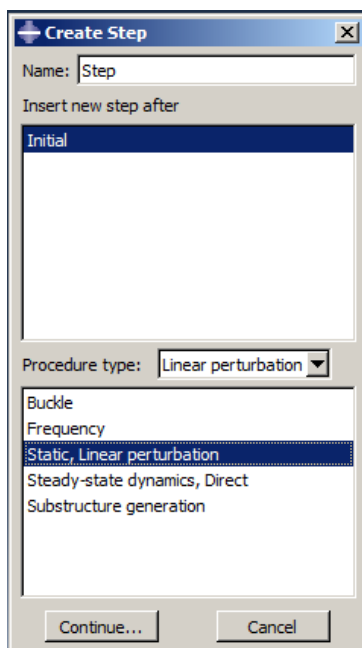 Create Step
Name: Step
Insert new step after
Initial
Procedure type: Linear perturbation
Buckle
Frequency
Static, Linear perturbation
Steady-state dynamics, Direct
Substructure generation
Continue... Cancel